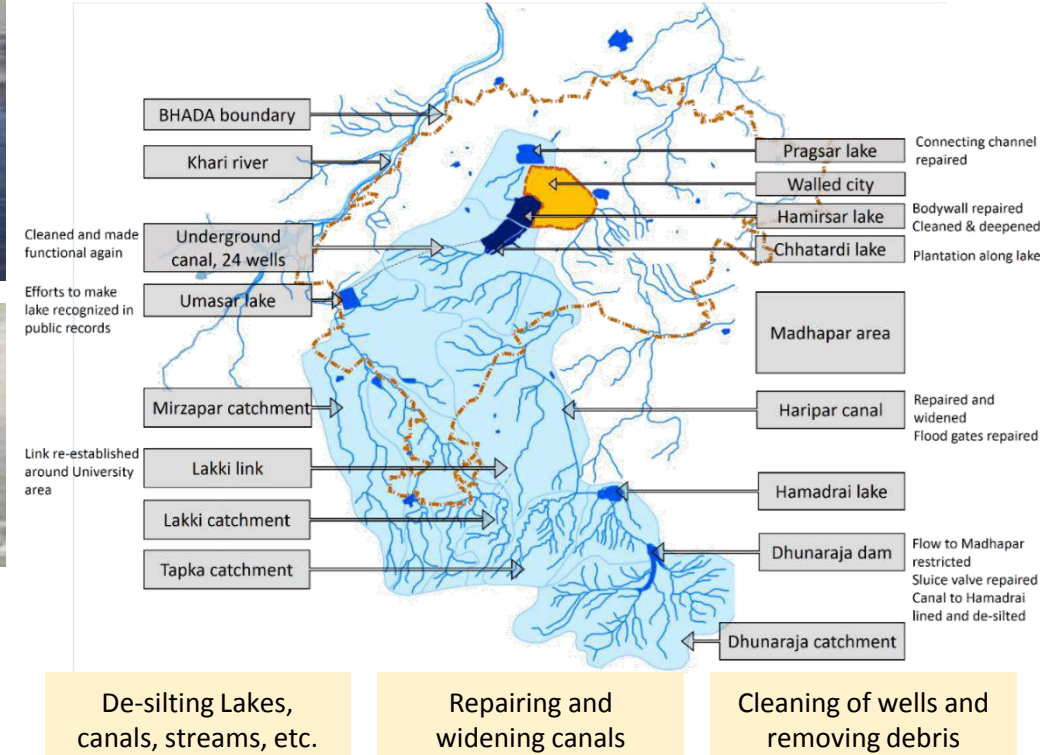 BHADA boundary
Khari river
Cleaned and made
functional again
Underground
canal, 24 wells
Efforts to make
lake recognized in
public records
Umasar lake
Mirzapar catchment
Link re-established
around University
area
Lakki link
Lakki catchment
Tapka catchment
Pragsar lake
Connecting channel
repaired
Walled city
Hamirsar lake
Bodywall repaired
Cleaned & deepened
Chhatardi lake
Plantation along lake
Madhapar area
Haripar canal
Repaired and
widened
Flood gates repaired
Hamadrai lake
Dhunaraja dam
Flow to Madhapar
restricted
Sluice valve repaired
Canal to Hamadrai
lined and de-silted
Dhunaraja catchment
De-silting Lakes,
canals, streams, etc.
Repairing and
widening canals
Cleaning of wells and
removing debris